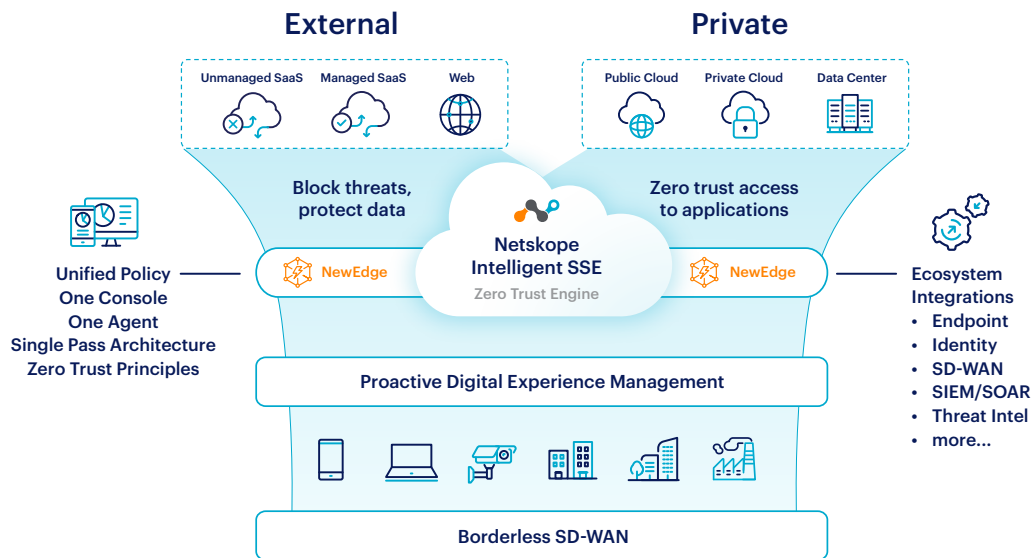 External
Private
Unmanaged SaaS
Managed SaaS
Web
Public Cloud
Private Cloud
Data Center
Block threats,
protect data
Zero trust access
to applications
Netskope
Intelligent SSE
Zero Trust Engine
NewEdge
NewEdge
Unified Policy
One Console
One Agent
Single Pass Architecture
Zero Trust Principles
Ecosystem
Integrations
• Endpoint
• Identity
• SD-WAN
• SIEM/SOAR
• Threat Intel
• more...
Proactive Digital Experience Management
Borderless SD-WAN